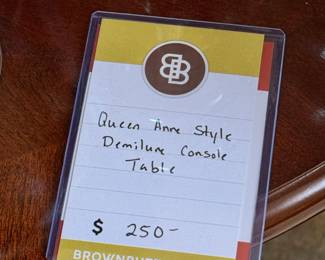 Queen Anne Style
Demilune Console
Table
$ 250-